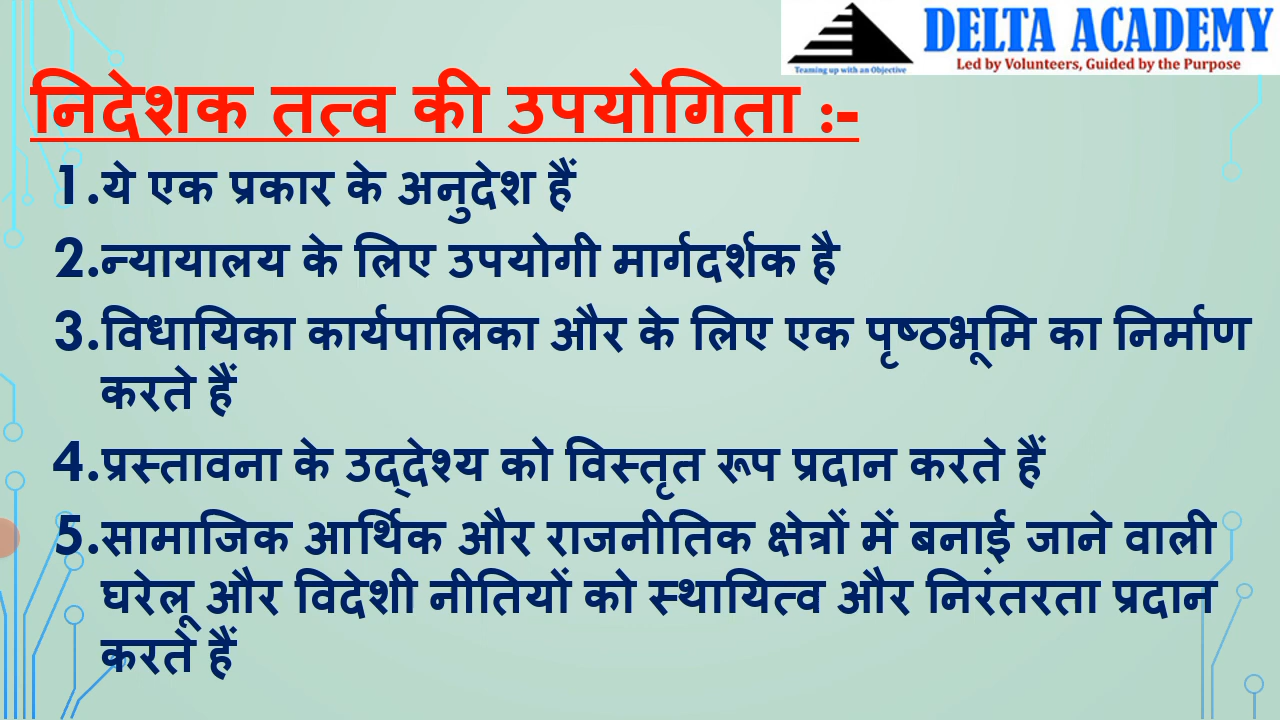 DELTA ACADEMY
Led by Volunteers, Guided by the Purpose
Teaming up with an Objective
निदेशक तत्व की उपयोगिता :-
1.ये एक प्रकार के अनुदेश हैं
2.न्यायालय के लिए उपयोगी मार्गदर्शक है
3.विधायिका कार्यपालिका और के लिए एक पृष्ठभूमि का निर्माण
करते हैं
4.प्रस्तावना के उद्देश्य को विस्तृत रूप प्रदान करते हैं
5.सामाजिक आर्थिक और राजनीतिक क्षेत्रों में बनाई जाने वाली
घरेलू और विदेशी नीतियों को स्थायित्व और निरंतरता प्रदान
करते हैं